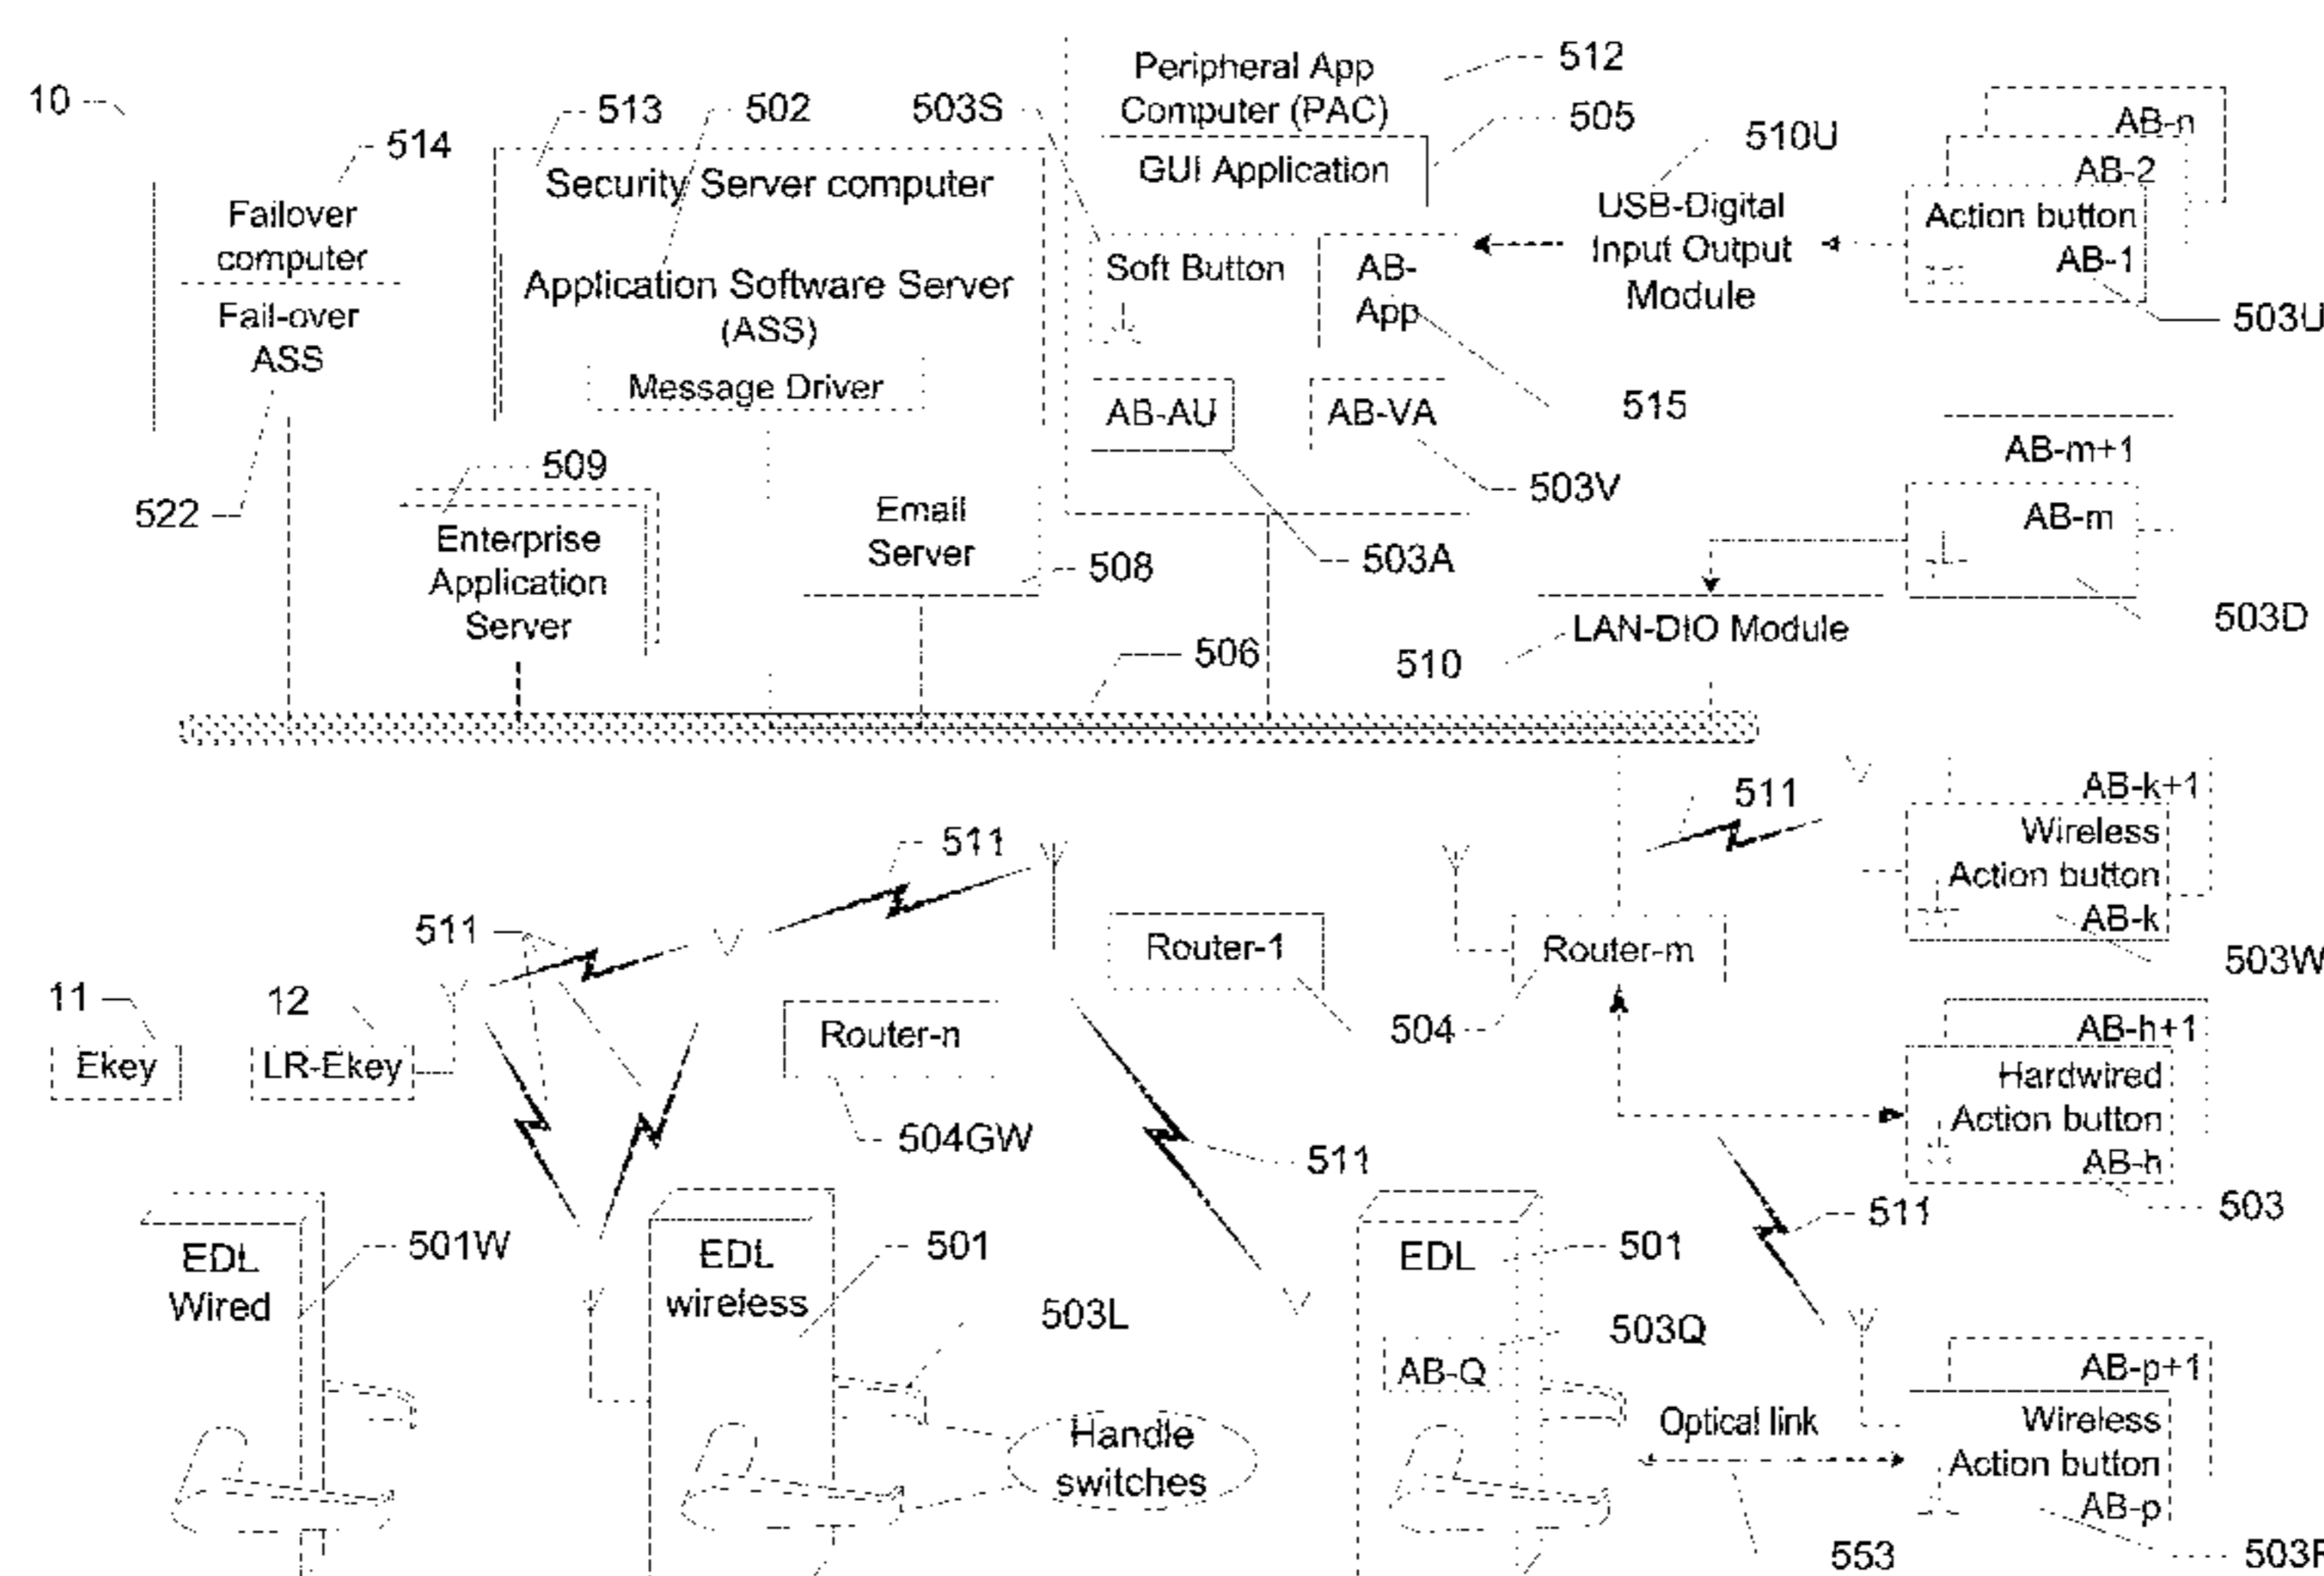 10
514
Failover
computer
Fail-over
ASS
522
513
502
Security Server computer
Application Software Server
(ASS)
Message Driver
509
Enterprise
Application
Server
Email
Server
508
506
503S
Peripheral App
Computer (PAC)
512
GUI Application
505
Soft Button
AB-
App
515
AB-AU
AB-VA
503V
503A
510U
USB-Digital
Input Output
Module
AB-n
AB-2
Action button
AB-1
503U
AB-m+1
AB-m
503D
LAN-DIO Module
510
511
AB-k+1
Wireless
Action button
AB-k
503W
511
511
Router-1
Router-m
504
11
Ekey
12
LR-Ekey
Router-n
504GW
511
AB-h+1
Hardwired
Action button
AB-h
503
511
EDL
Wired
501W
EDL
wireless
501
503L
Handle
switches
EDL
501
503Q
AB-Q
Optical link
553
AB-p+1
Wireless
Action button
AB-p